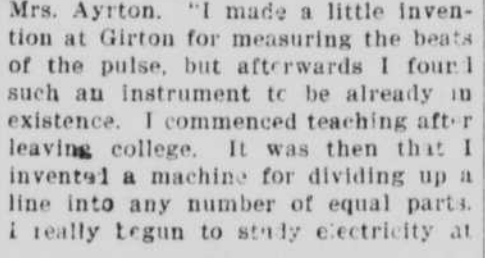 Mrs. Ayrton. "I made a little inven-
tion at Girton for measuring the beats
of the pulse, but afterwards I found
such an instrument to be already in
existence. I commenced teaching after
leaving college. It was then that I
invented a machine for dividing up a
line into any number of equal parts.
I really begun to study electricity at